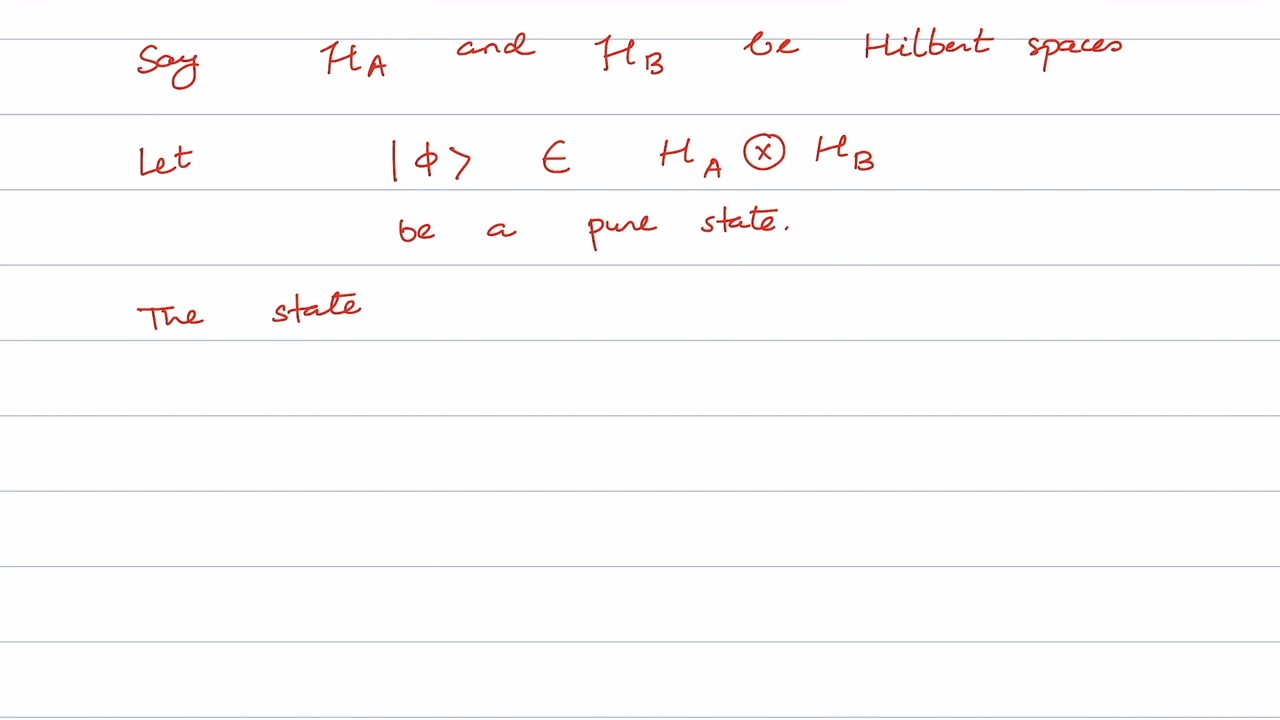 Say H_A and H_B be Hilbert spaces
Let |ϕ> ∈ H_A ⊗ H_B
be a pure state.
The state